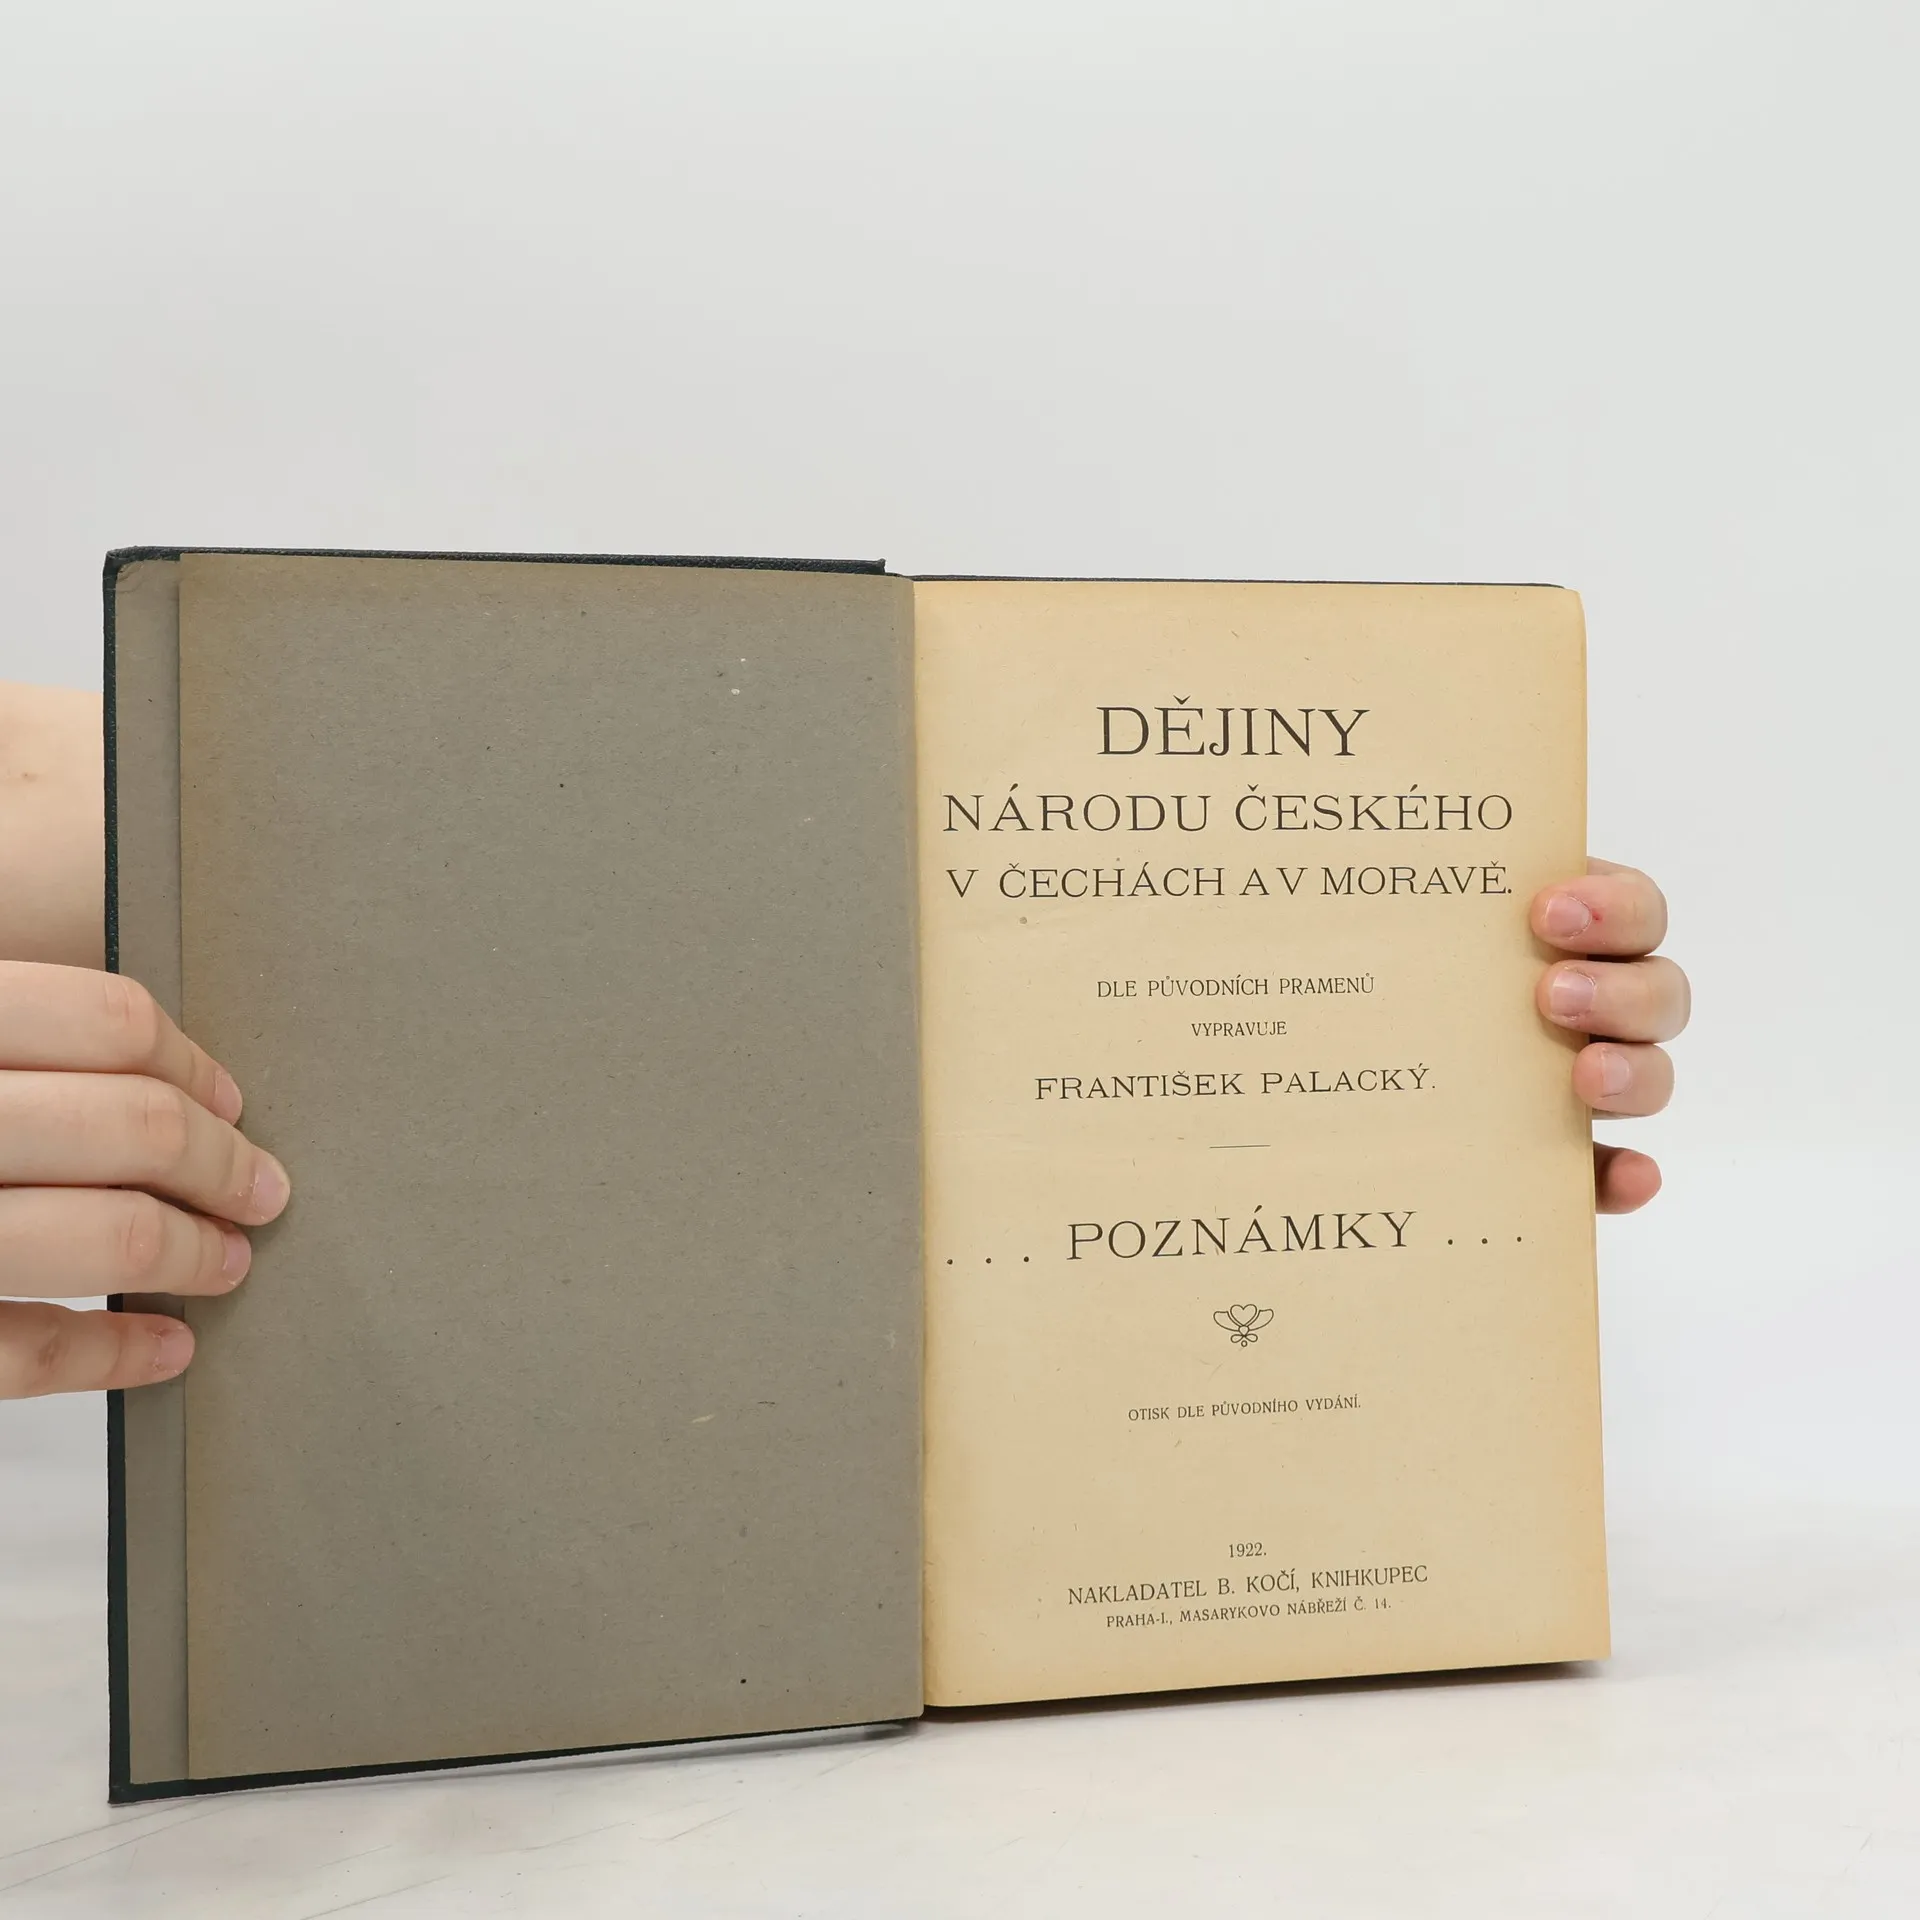 DĚJINY
NÁRODU ČESKÉHO
V ČECHÁCH A V MORAVĚ.
DLE PŮVODNÍCH PRAMENŮ
VYPRAVUJE
FRANTIŠEK PALACKÝ.
... POZNÁMKY ...
OTISK DLE PŮVODNÍHO VYDÁNÍ.
1922.
NAKLADATEL B. KOČÍ, KNIHKUPEC
PRAHA-I., MASARYKOVO NÁBŘEŽÍ Č. 14.